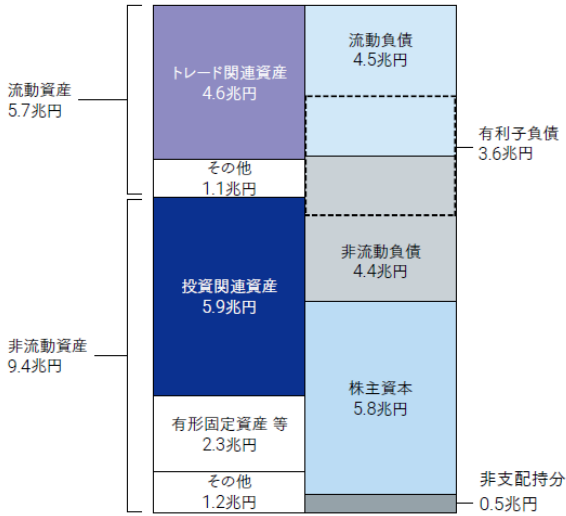 流動資産
5.7兆円
非流動資産
9.4兆円
トレード関連資産
4.6兆円
その他
1.1兆円
投資関連資産
5.9兆円
有形固定資産 等
2.3兆円
その他
1.2兆円
流動負債
4.5兆円
非流動負債
4.4兆円
株主資本
5.8兆円
有利子負債
3.6兆円
非支配持分
0.5兆円